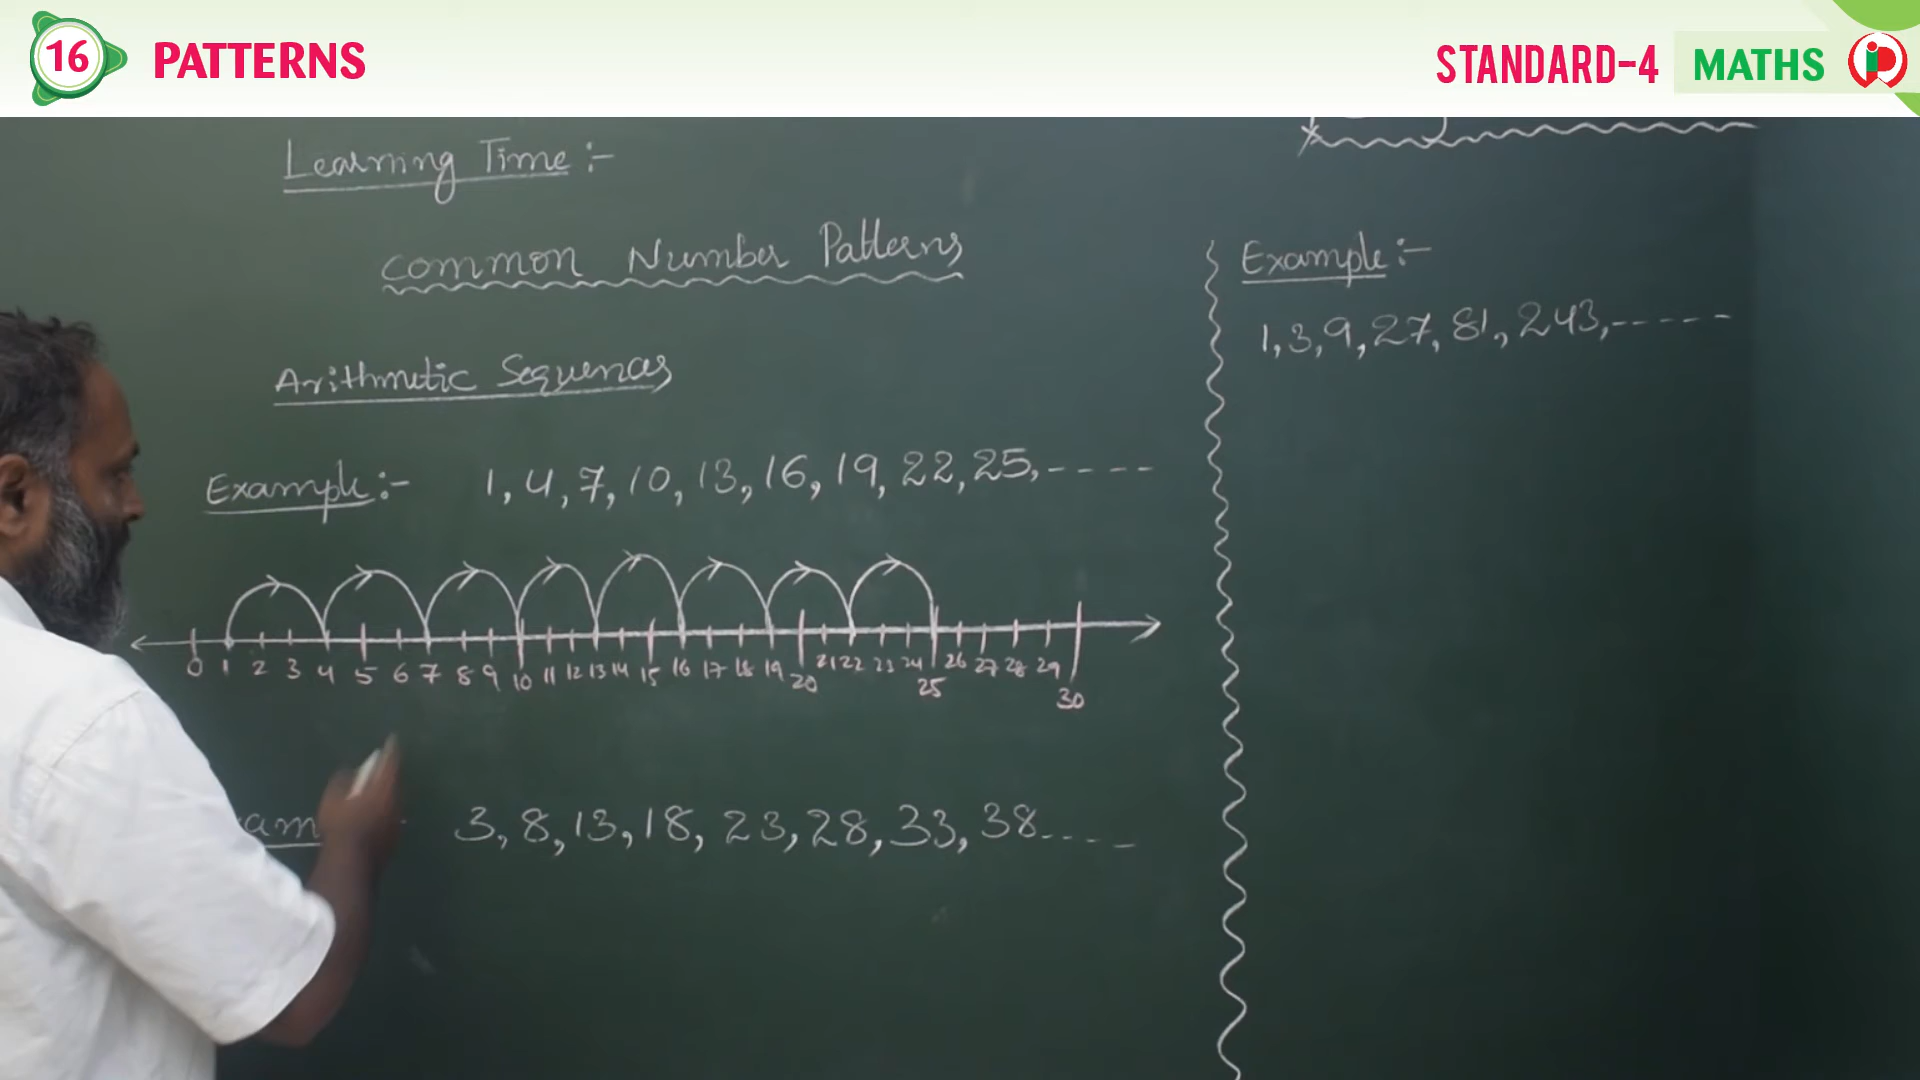 16 PATTERNS
STANDARD-4 MATHS
Learning Time :-
Common Number Patterns
Arithmetic Sequences
Example :- 1, 4, 7, 10, 13, 16, 19, 22, 25, ----
0 1 2 3 4 5 6 7 8 9 10 11 12 13 14 15 16 17 18 19 20 21 22 23 24 25 26 27 28 29 30
3, 8, 13, 18, 23, 28, 33, 38....
Example :-
1, 3, 9, 27, 81, 243, -----